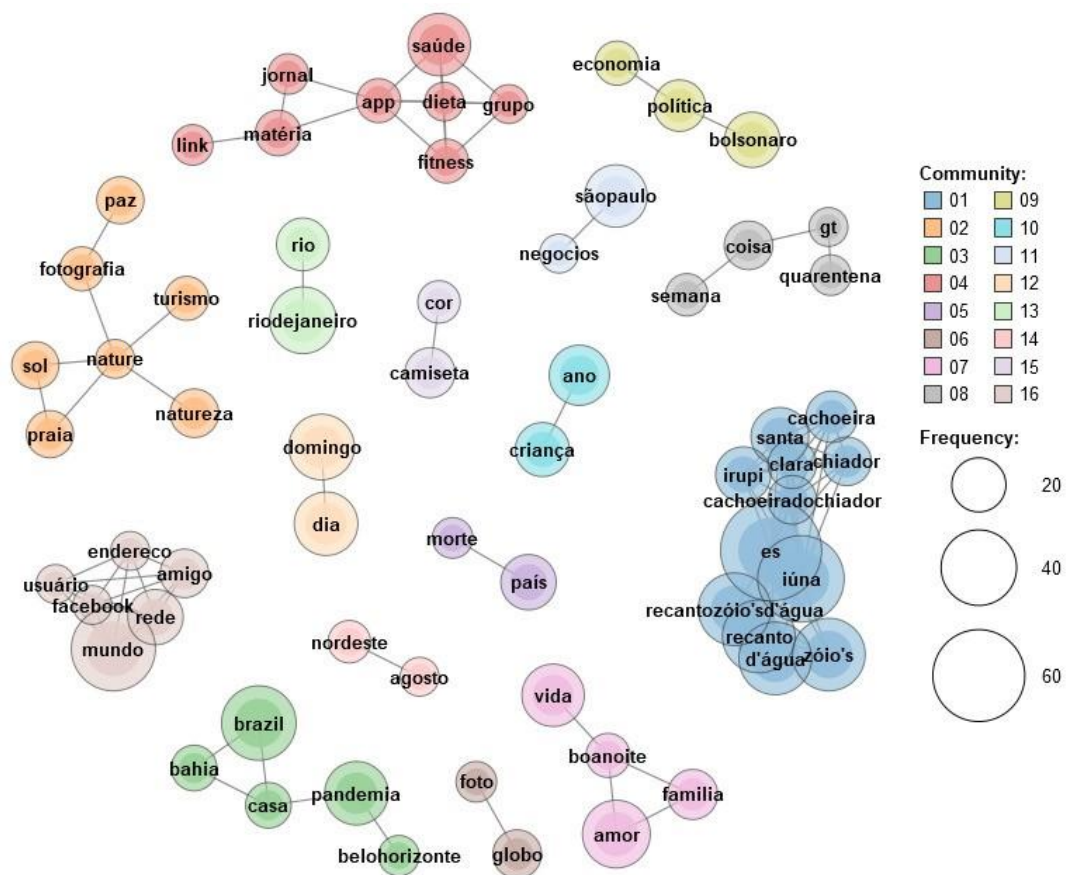 saúde
jornal
app
dieta
grupo
link
matéria
fitness
economia
política
bolsonaro
paz
fotografia
turismo
sol
nature
praia
natureza
rio
riodejaneiro
sãopaulo
negocios
cor
camiseta
gt
coisa
quarentena
semana
ano
criança
domingo
dia
cachoeira
santa
clara
chiador
irupi
cachoeiradochiador
es
iúna
recantozóio'sd'água
recanto
d'água
zóio's
morte
país
endereco
usuário
amigo
facebook
rede
mundo
nordeste
agosto
brazil
bahia
casa
pandemia
belohorizonte
foto
globo
vida
boanoite
familia
amor
Community:
01 09
02 10
03 11
04 12
05 13
06 14
07 15
08 16
Frequency:
20
40
60